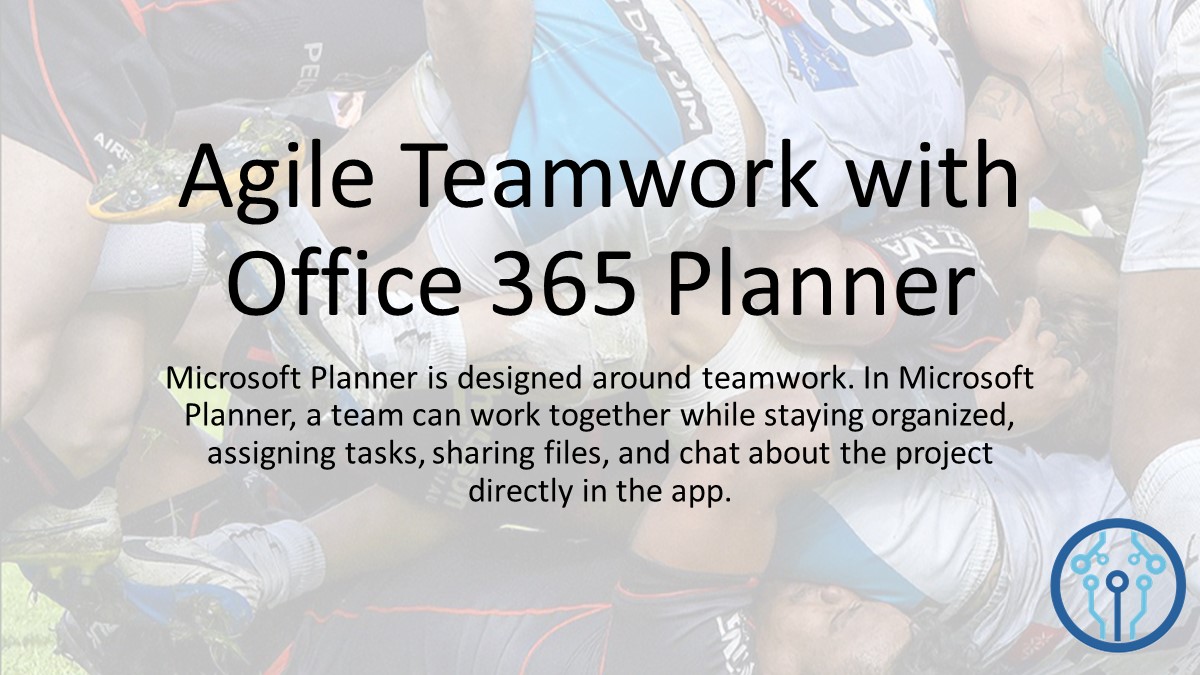 Agile Teamwork with
Office 365 Planner
Microsoft Planner is designed around teamwork. In Microsoft
Planner, a team can work together while staying organized,
assigning tasks, sharing files, and chat about the project
directly in the app.